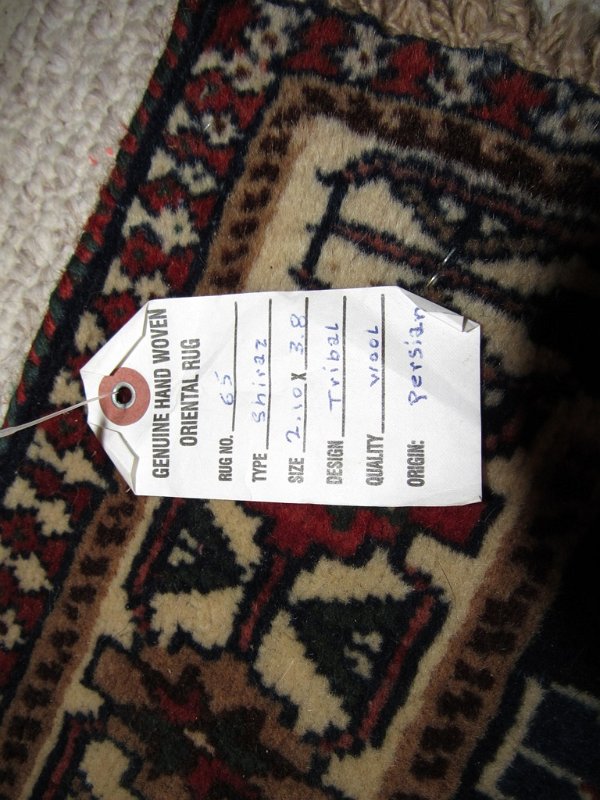 GENUINE HAND WOVEN
ORIENTAL RUG
RUG NO. 65
TYPE Shiraz
SIZE 2.10 X 3.8
DESIGN Tribal
QUALITY WOOL
ORIGIN: Persian